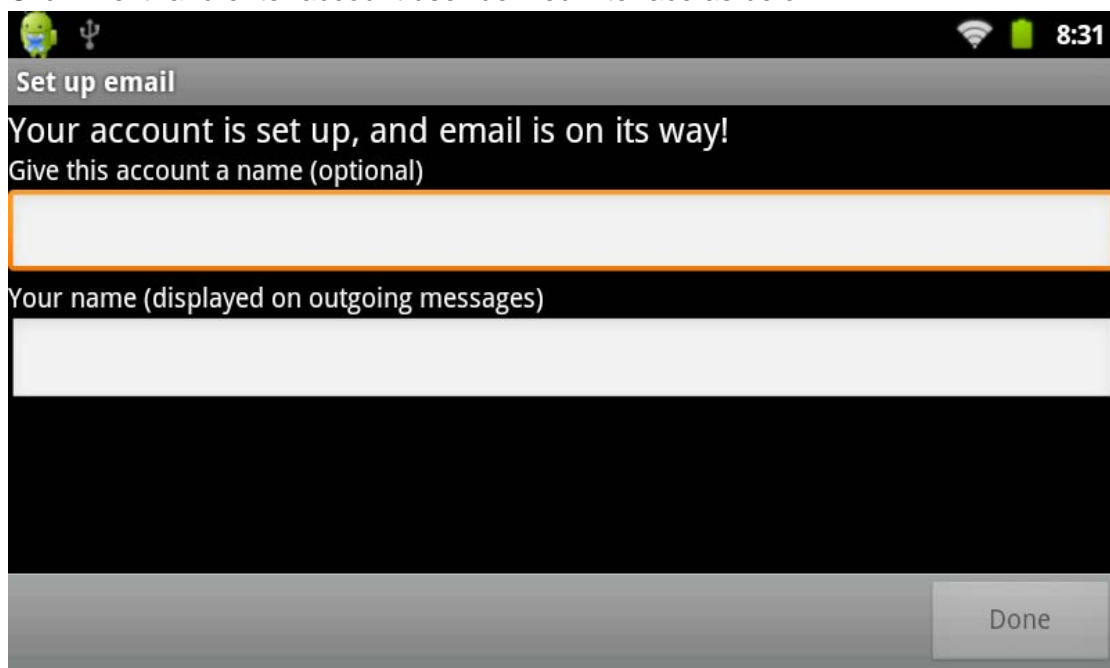 8:31
Set up email
Your account is set up, and email is on its way!
Give this account a name (optional)
Your name (displayed on outgoing messages)
Done